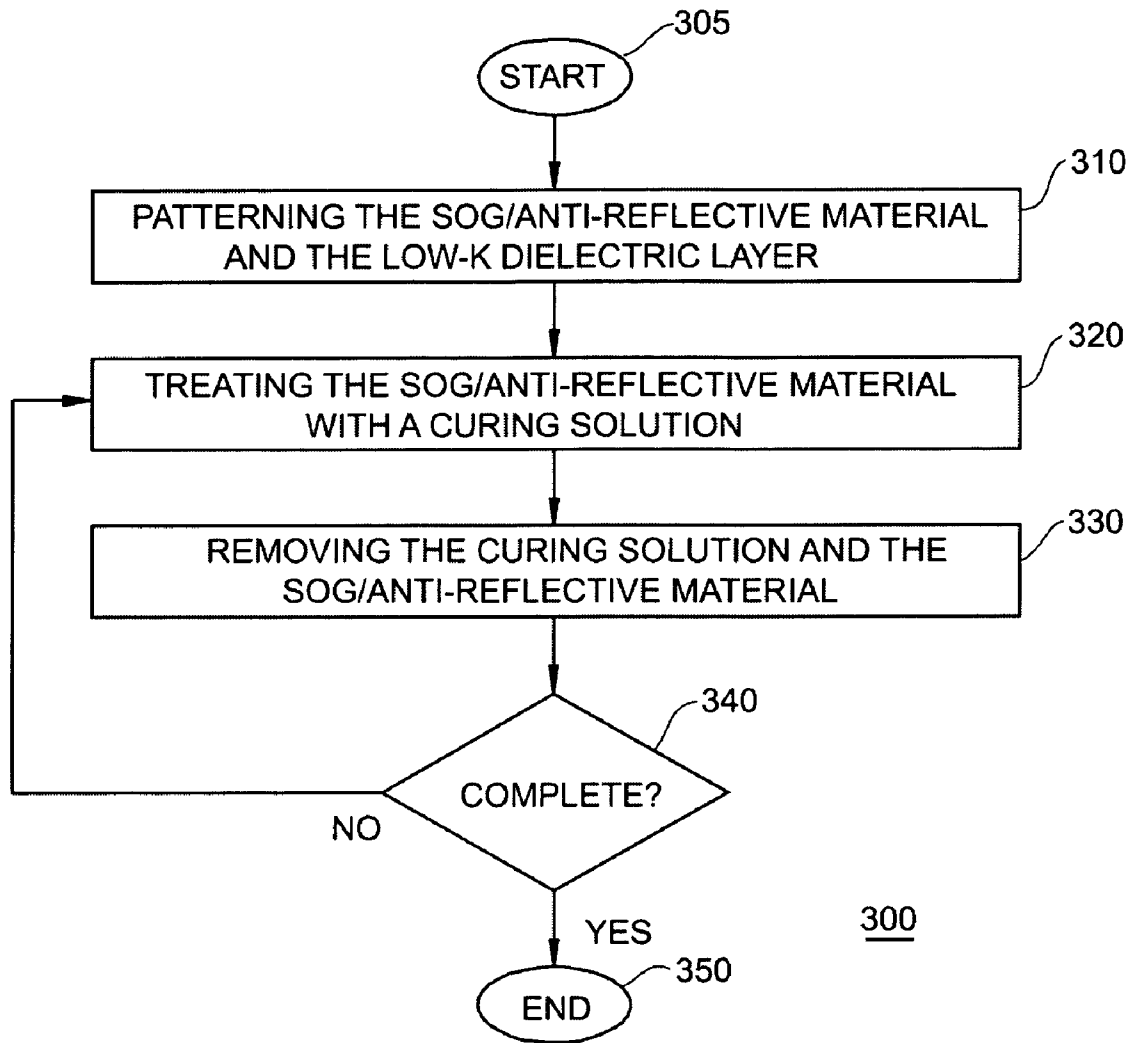 START
305
310
PATTERNING THE SOG/ANTI-REFLECTIVE MATERIAL
AND THE LOW-K DIELECTRIC LAYER
320
TREATING THE SOG/ANTI-REFLECTIVE MATERIAL
WITH A CURING SOLUTION
330
REMOVING THE CURING SOLUTION AND THE
SOG/ANTI-REFLECTIVE MATERIAL
340
COMPLETE?
NO
YES
300
350
END